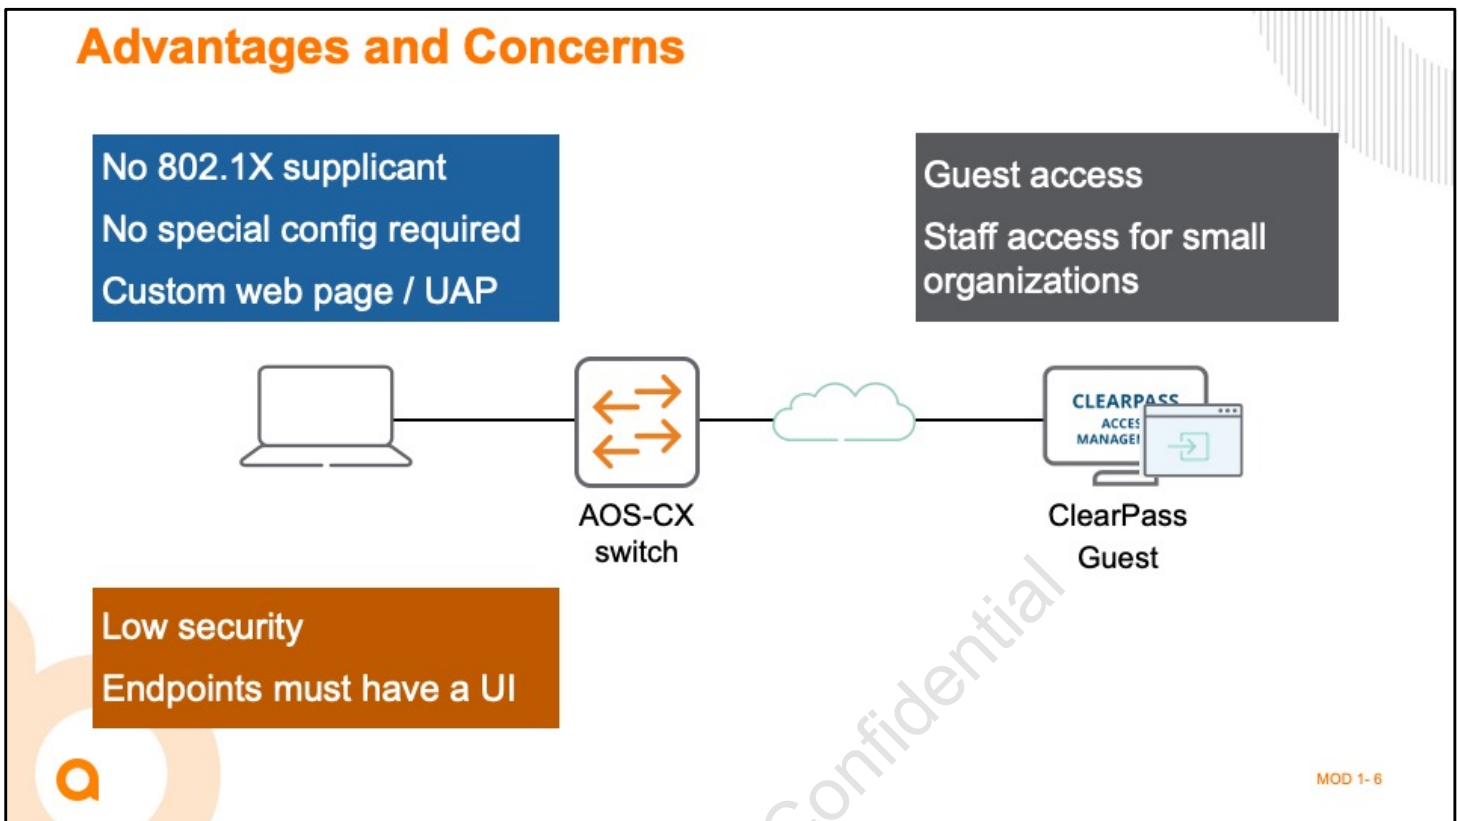 Advantages and Concerns
No 802.1X supplicant
No special config required
Custom web page / UAP
Guest access
Staff access for small
organizations
CLEARPASS
AOS-CX
switch
ClearPass
Guest
Low security
Endpoints must have a UI
Confidential
MOD 1- 6